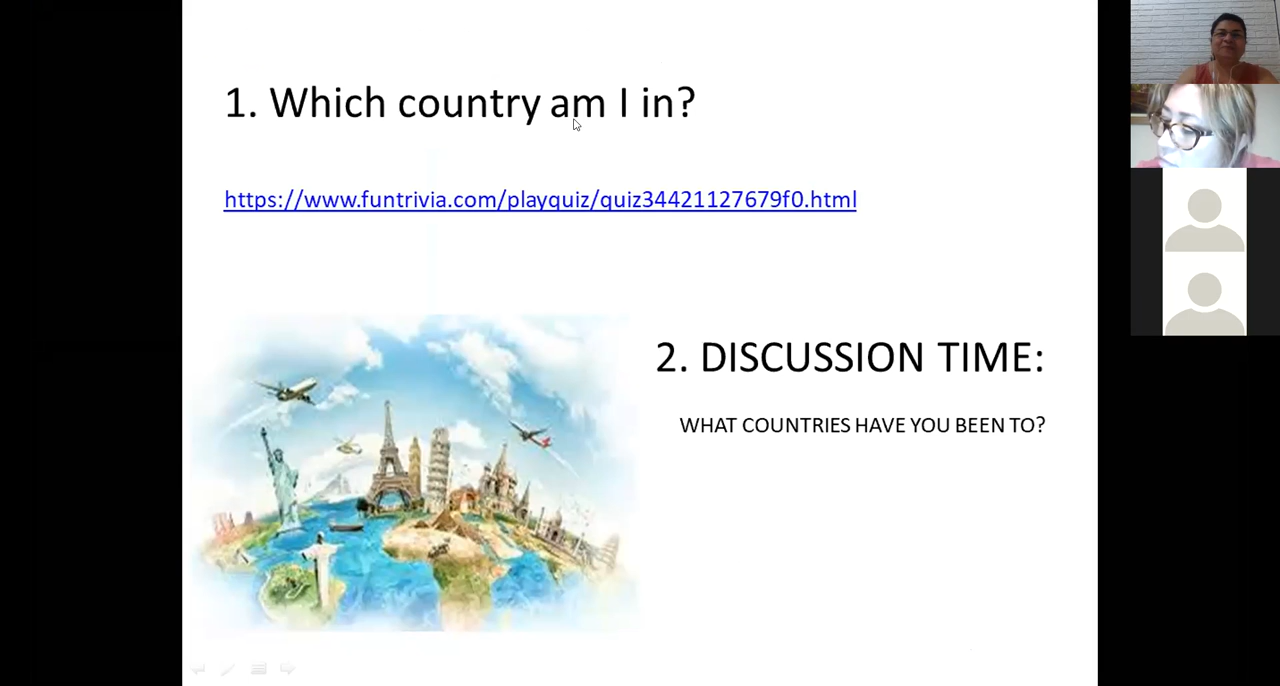 1. Which country am I in?
https://www.funtrivia.com/playquiz/quiz34421127679f0.html
2. DISCUSSION TIME:
WHAT COUNTRIES HAVE YOU BEEN TO?